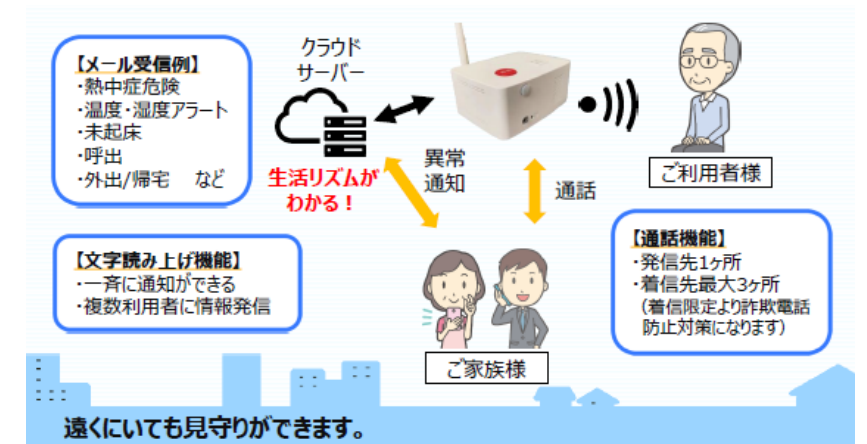 【メール受信例】
・熱中症危険
・温度・湿度アラート
・未起床
・呼出
・外出/帰宅　など
クラウド
サーバー
生活リズムが
わかる！
異常
通知
通話
ご利用者様
【文字読み上げ機能】
・一斉に通知ができる
・複数利用者に情報発信
【通話機能】
・発信先1ヶ所
・着信先最大3ヶ所
（着信限定より詐欺電話
防止対策になります）
ご家族様
遠くにいても見守りができます。